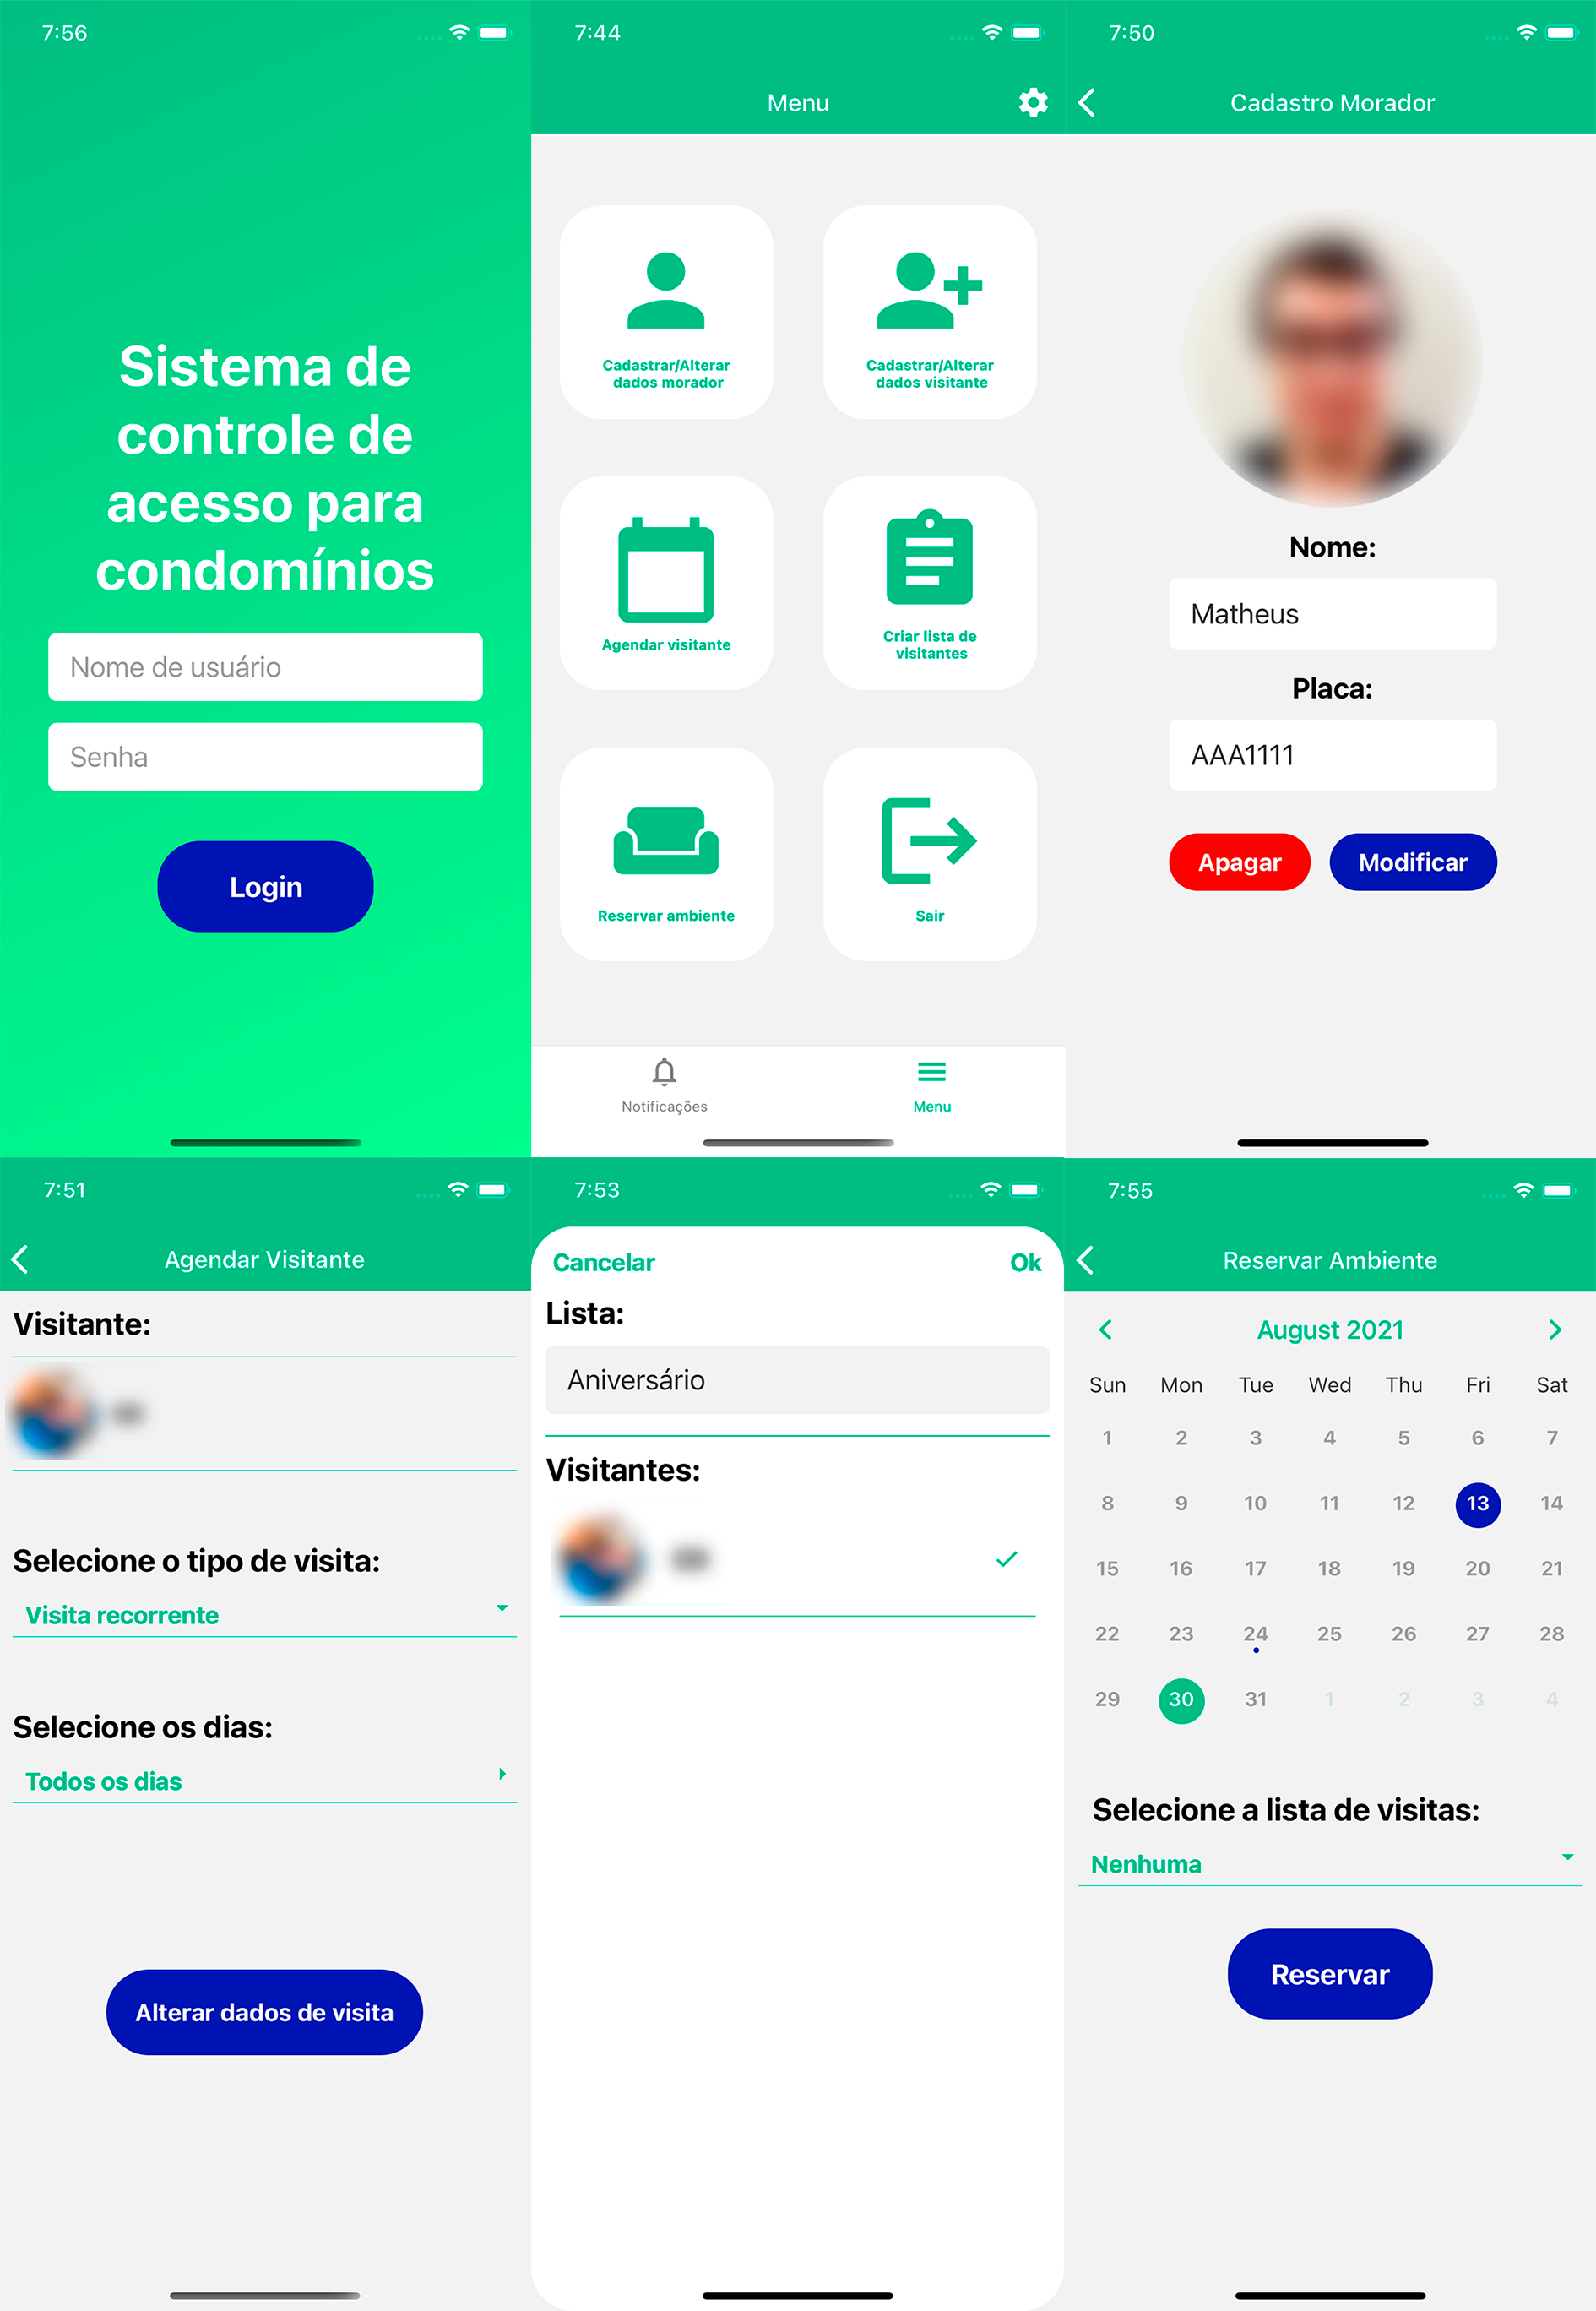 7:56
Sistema de
controle de
acesso para
condomínios
Nome de usuário
Senha
Login
7:44
Menu
Cadastrar/Alterar
dados morador
Cadastrar/Alterar
dados visitante
Agendar visitante
Criar lista de
visitantes
Reservar ambiente
Sair
Notificações
Menu
7:50
Cadastro Morador
Nome:
Matheus
Placa:
AAA1111
Apagar
Modificar
7:51
Agendar Visitante
Visitante:
Selecione o tipo de visita:
Visita recorrente
Selecione os dias:
Todos os dias
Alterar dados de visita
7:53
Cancelar
Ok
Lista:
Aniversário
Visitantes:
7:55
Reservar Ambiente
August 2021
Sun Mon Tue Wed Thu Fri Sat
1 2 3 4 5 6 7
8 9 10 11 12 13 14
15 16 17 18 19 20 21
22 23 24 25 26 27 28
29 30 31 1 2 3 4
Selecione a lista de visitas:
Nenhuma
Reservar